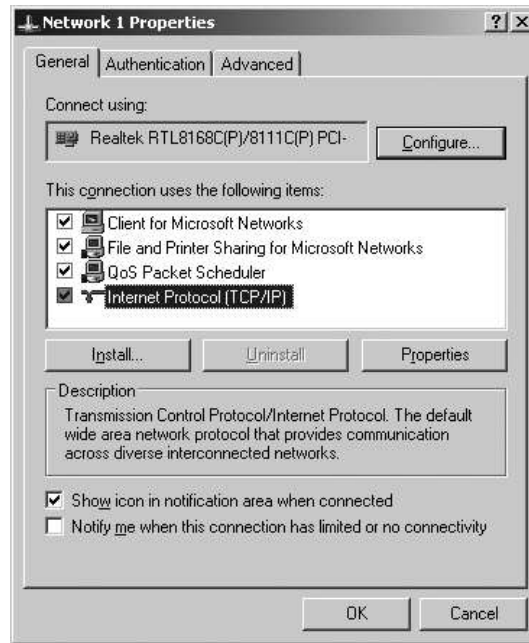 Network 1 Properties
General
Authentication
Advanced
Connect using:
Realtek RTL8168C(P)/8111C(P) PCI-
Configure...
This connection uses the following items:
Client for Microsoft Networks
File and Printer Sharing for Microsoft Networks
QoS Packet Scheduler
Internet Protocol (TCP/IP)
Install...
Uninstall
Properties
Description
Transmission Control Protocol/Internet Protocol. The default
wide area network protocol that provides communication
across diverse interconnected networks.
Show icon in notification area when connected
Notify me when this connection has limited or no connectivity
OK
Cancel